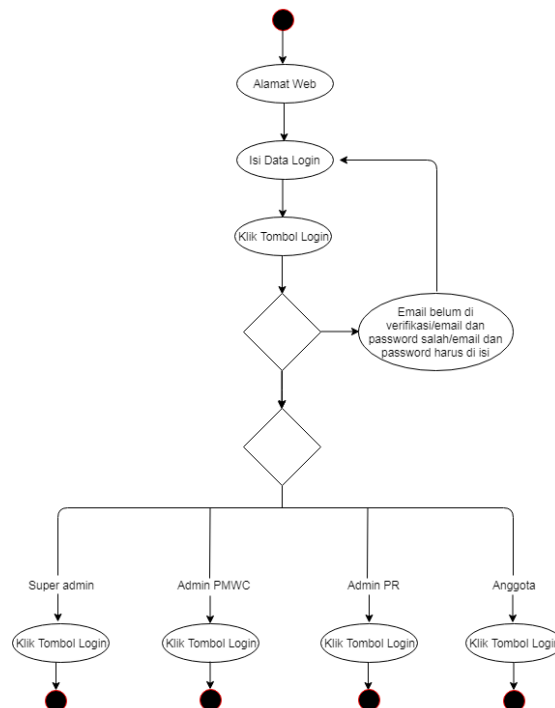 Alamat Web
Isi Data Login
Klik Tombol Login
Email belum di
verifikasi/email dan
password salah/email dan
password harus di isi
Super admin
Admin PMWC
Admin PR
Anggota
Klik Tombol Login
Klik Tombol Login
Klik Tombol Login
Klik Tombol Login